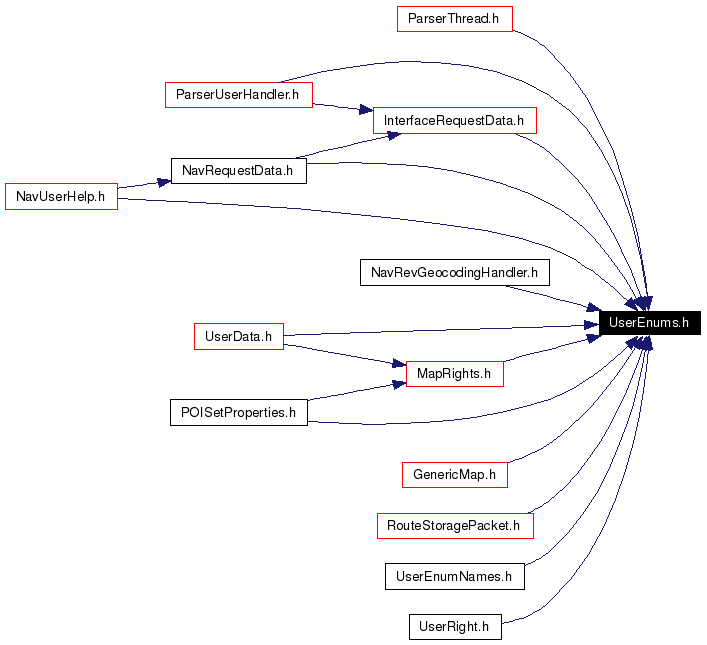 ParserThread.h
ParserUserHandler.h
InterfaceRequestData.h
NavRequestData.h
NavUserHelp.h
NavRevGeocodingHandler.h
UserEnums.h
UserData.h
MapRights.h
POISetProperties.h
GenericMap.h
RouteStoragePacket.h
UserEnumNames.h
UserRight.h